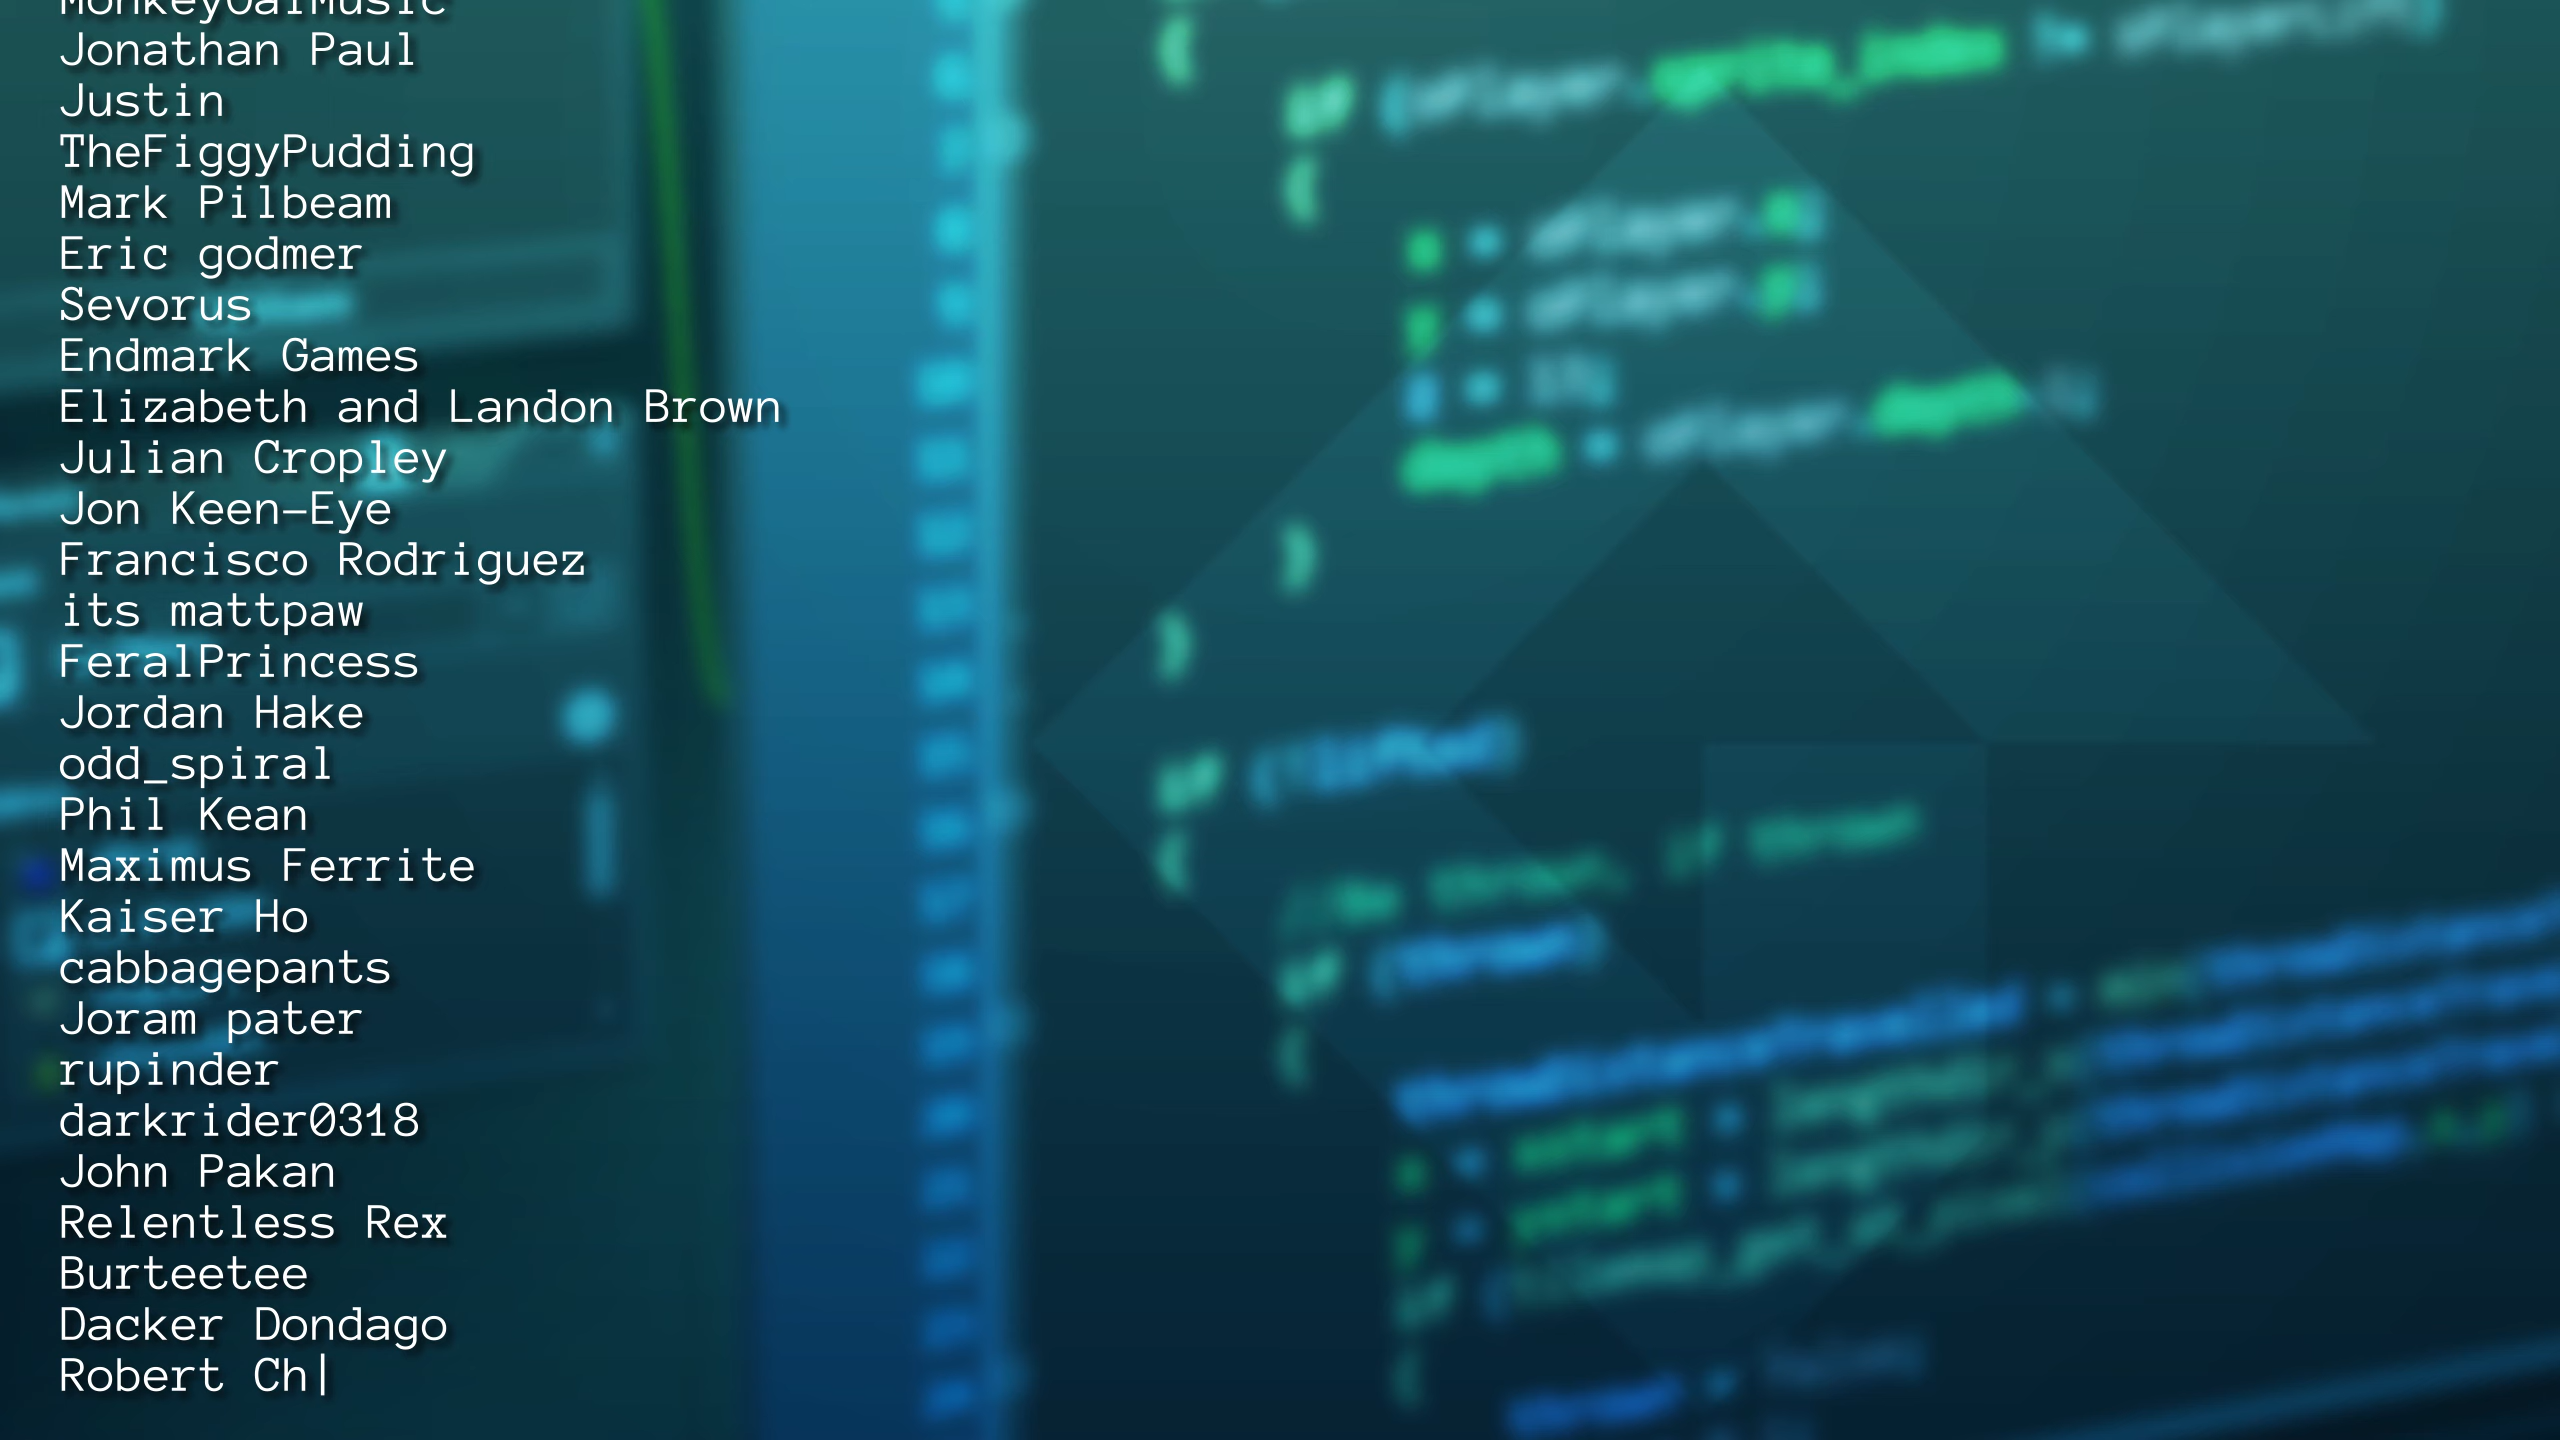 Jonathan Paul
Justin
TheFiggyPudding
Mark Pilbeam
Eric godmer
Sevorus
Endmark Games
Elizabeth and Landon Brown
Julian Cropley
Jon Keen-Eye
Francisco Rodriguez
its mattpaw
FeralPrincess
Jordan Hake
odd_spiral
Phil Kean
Maximus Ferrite
Kaiser Ho
cabbagepants
Joram pater
rupinder
darkrider0318
John Pakan
Relentless Rex
Burteetee
Dacker Dondago
Robert Ch|